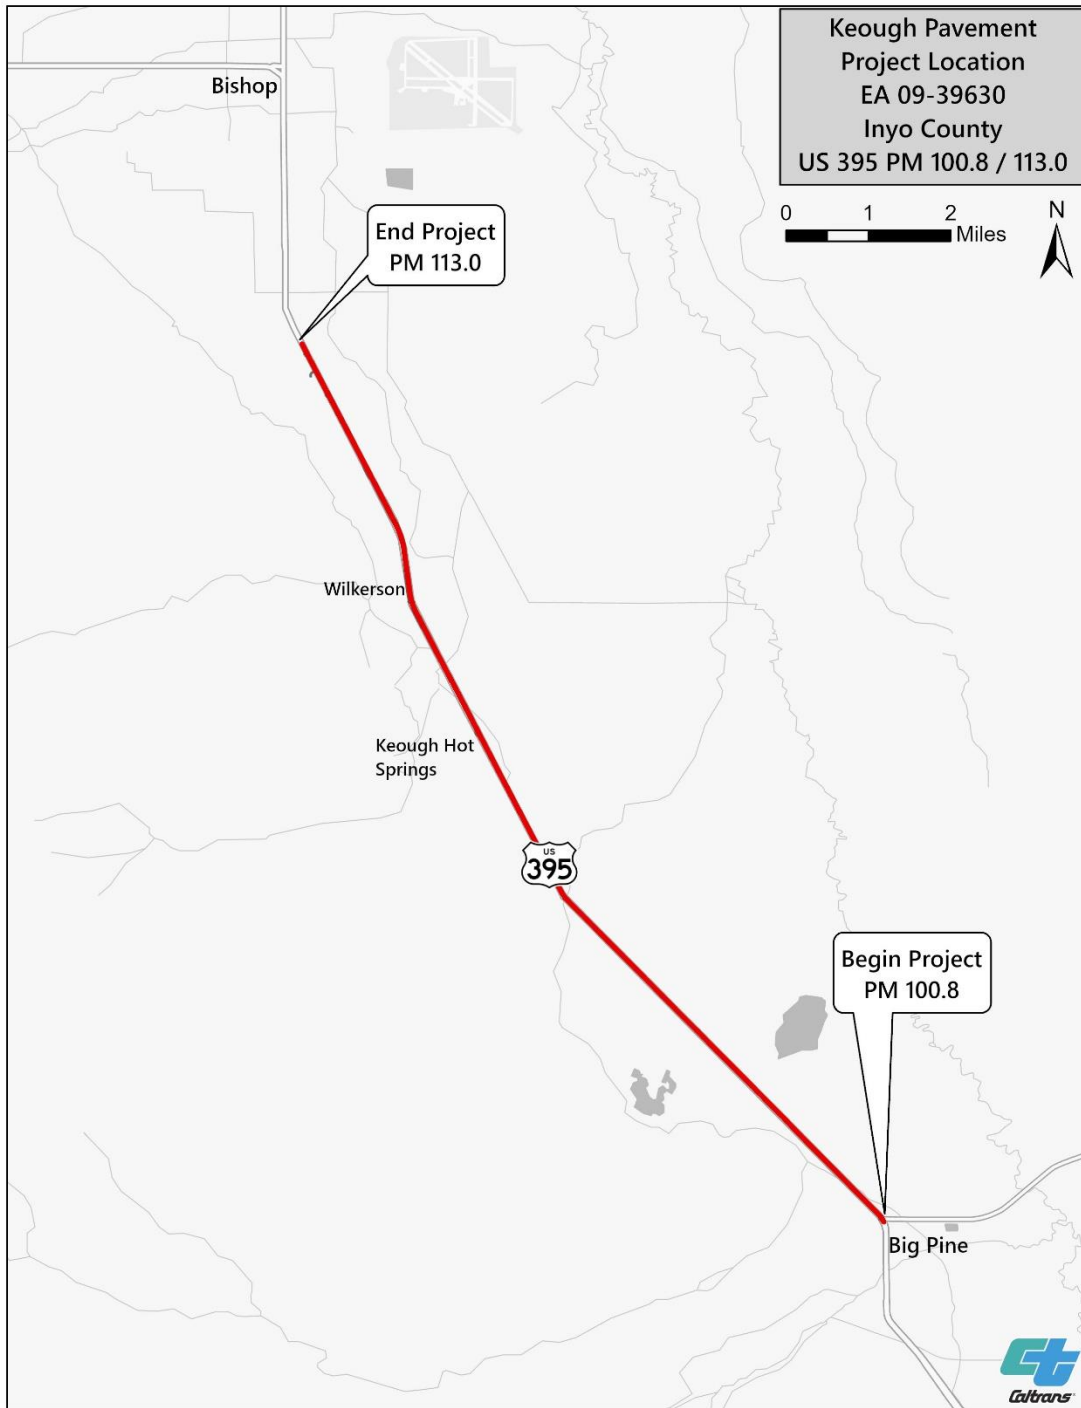 Keough Pavement
Project Location
EA 09-39630
Inyo County
US 395 PM 100.8 / 113.0
0 1 2
Miles
N
Bishop
End Project
PM 113.0
Wilkerson
Keough Hot
Springs
US
395
Begin Project
PM 100.8
Big Pine
Caltrans